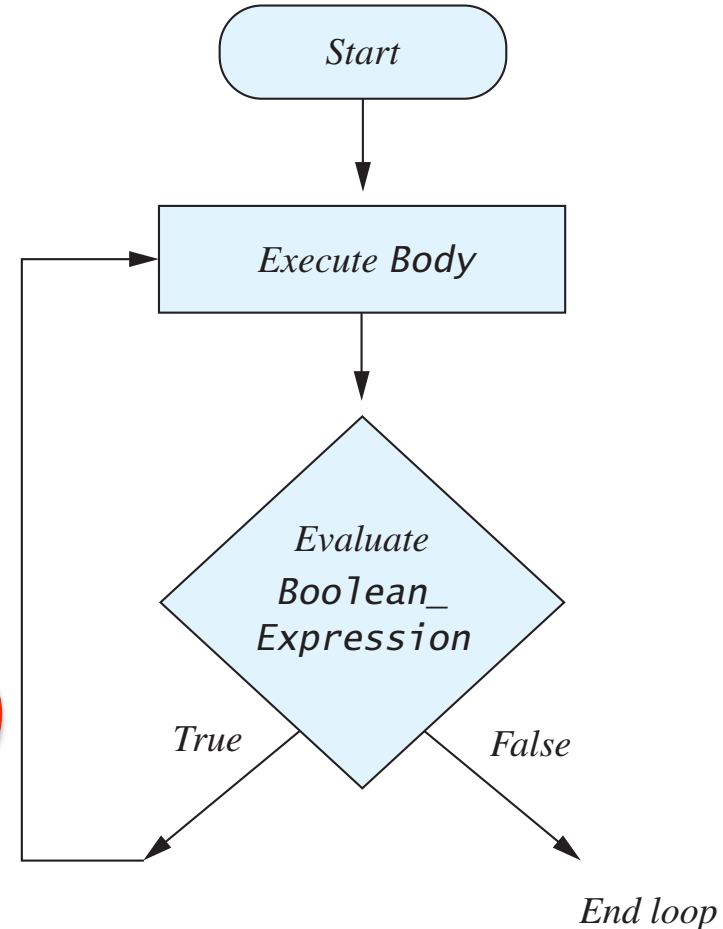 Start
Execute Body
Evaluate
Boolean_
Expression
True
False
End loop